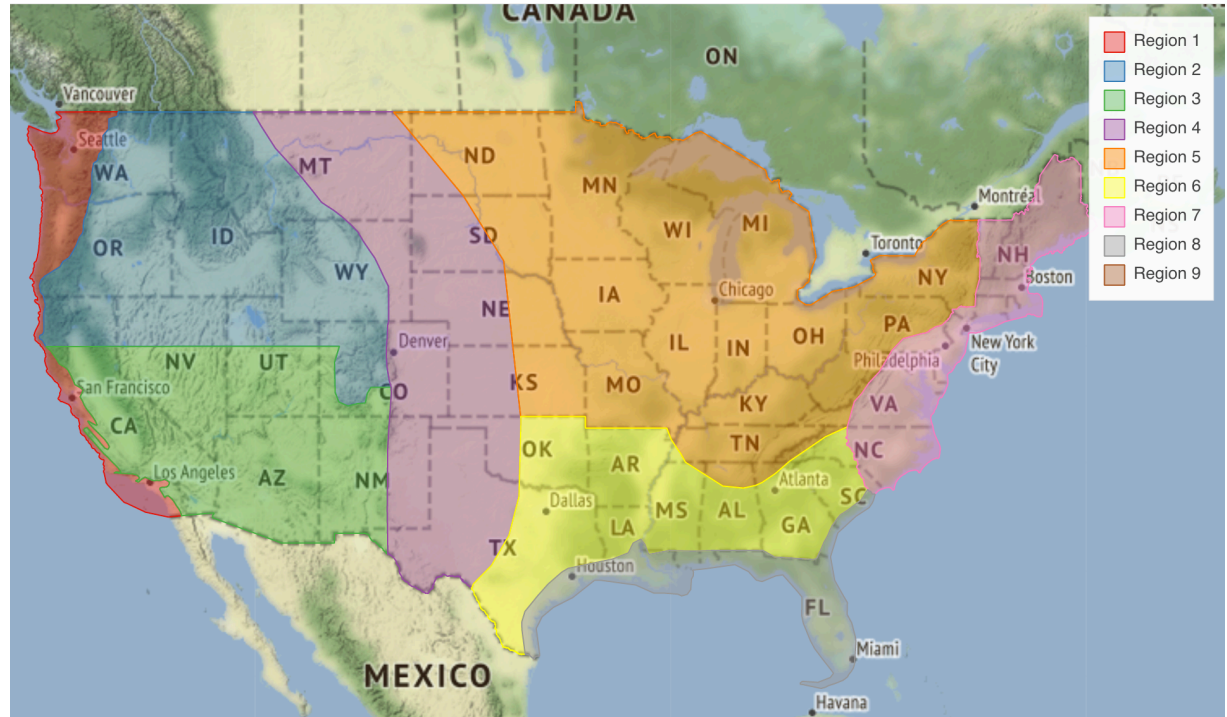 CANADA
ON
Vancouver
Seattle
WA
MT
ND
MN
Montréal
OR
ID
SD
WI
MI
Toronto
NH
WY
NE
IA
Chicago
NY
Boston
NV
UT
Denver
IL
IN
OH
PA
Philadelphia
New York
City
San Francisco
CO
KS
MO
KY
VA
CA
TN
NC
Los Angeles
AZ
NM
OK
AR
Atlanta
SC
Dallas
MS
AL
GA
LA
TX
Houston
FL
MEXICO
Miami
Havana
Region 1
Region 2
Region 3
Region 4
Region 5
Region 6
Region 7
Region 8
Region 9